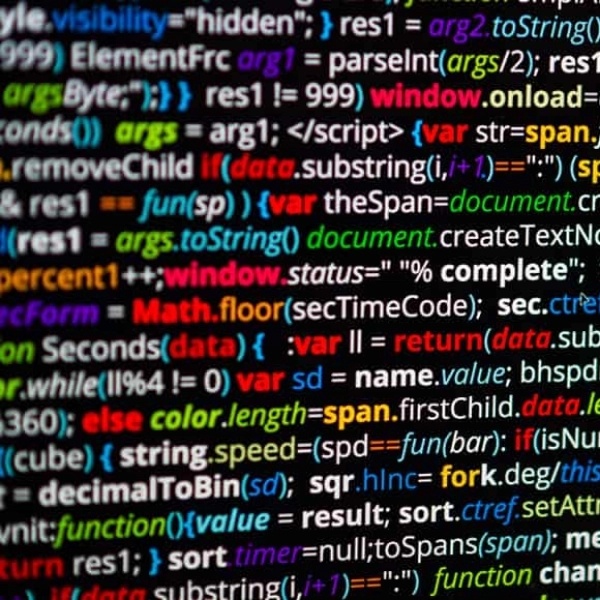 yle.visibility="hidden"; } res1 = arg2.toString()
999) ElementFrc arg1 = parseInt(args/2); res1
argsByte;");} } res1 != 999) window.onload=
conds()) args = arg1; </script> {var str=span.
.removeChild if(data.substring(i,i+1)==":") (sp
& res1 == fun(sp) ) {var theSpan=document.cr
(res1 = args.toString() document.createTextNo
percent1++;window.status=" "% complete";
ecForm = Math.floor(secTimeCode); sec.ctref
on Seconds(data) { :var ll = return(data.sub
or.while(ll%4 != 0) var sd = name.value; bhspd
360); else color.length=span.firstChild.data.le
((cube) { string.speed=(spd==fun(bar): if(isNu
t = decimalToBin(sd); sqr.hInc= fork.deg/this
wnit:function(){value = result; sort.ctref.setAttr
turn res1; } sort.timer=null;toSpans(span); me
if(data.substring(i,i+1)==":") function chan